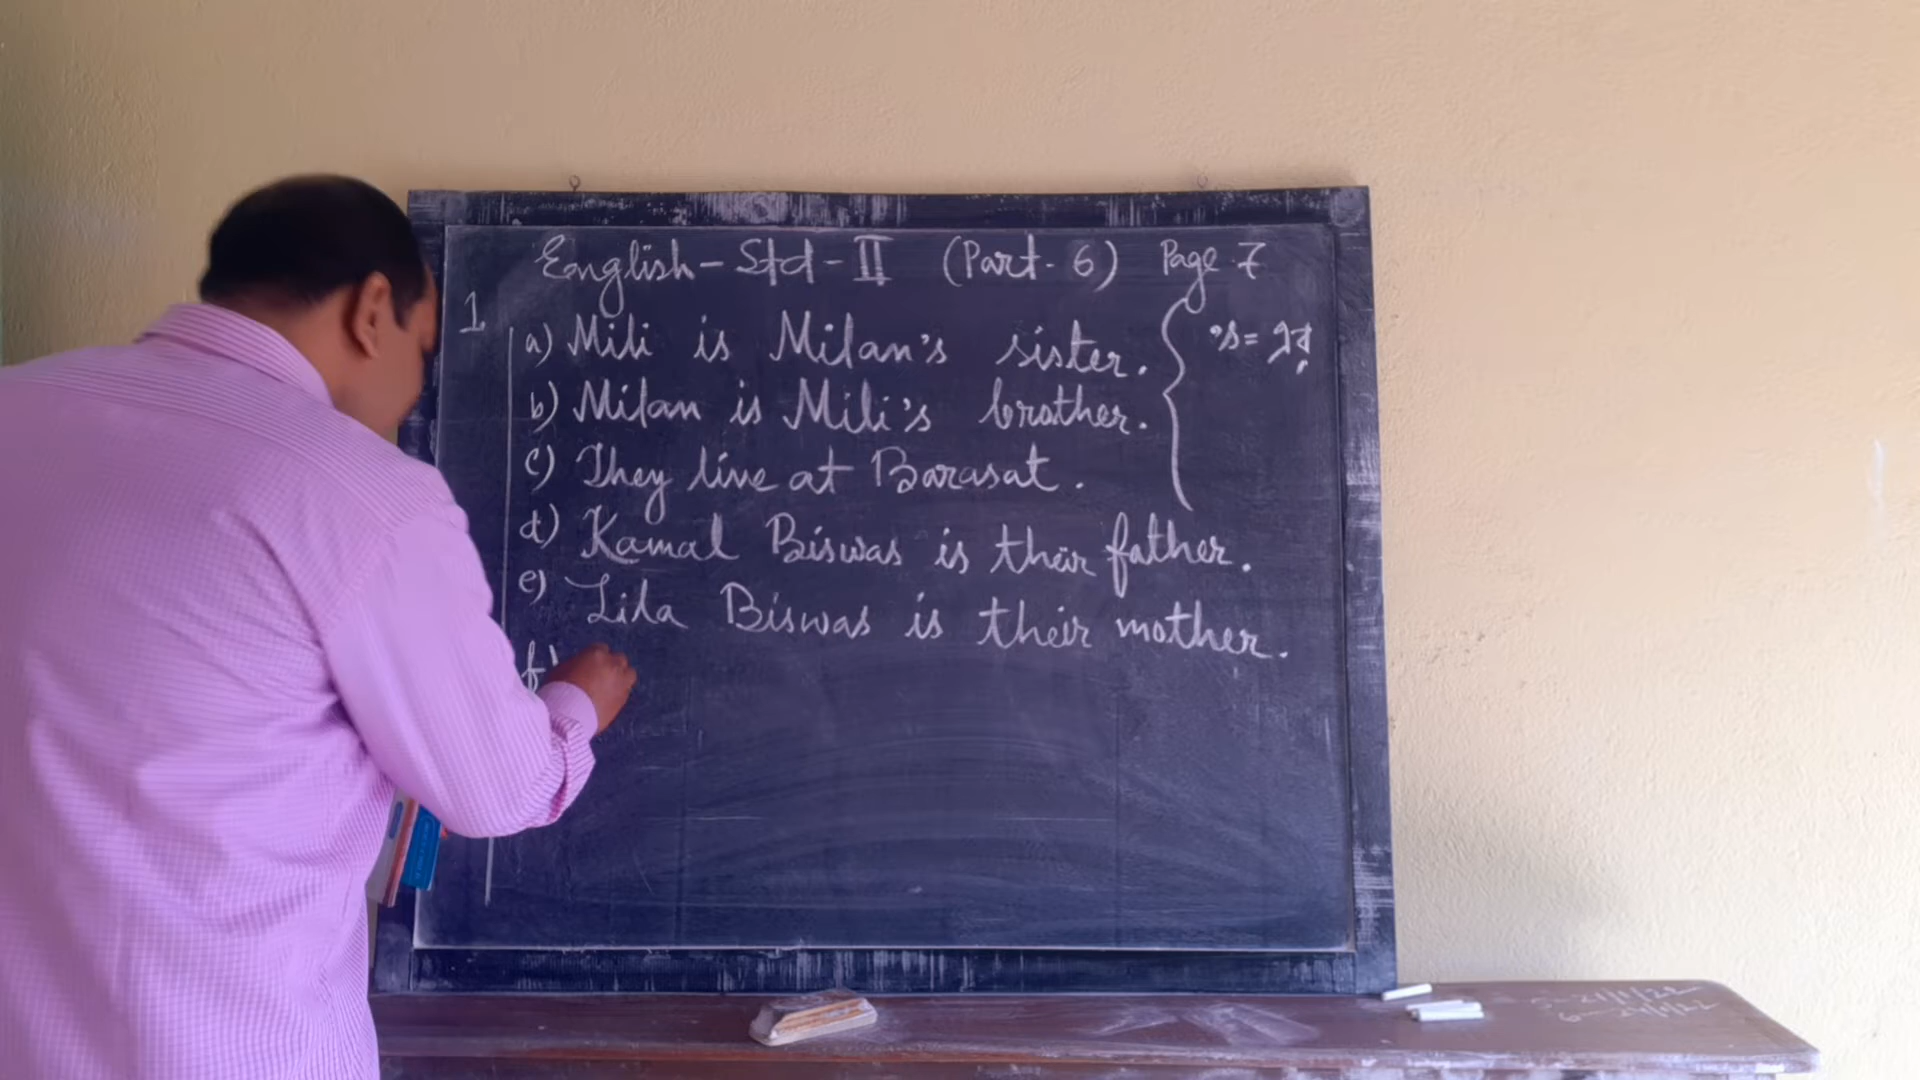 English - Std - II (Part - 6) Page 7
1
a) Mili is Milan's sister.
b) Milan is Mili's brother.
c) They live at Barasat.
d) Kamal Biswas is their father.
e) Lila Biswas is their mother.
f)
's = এর